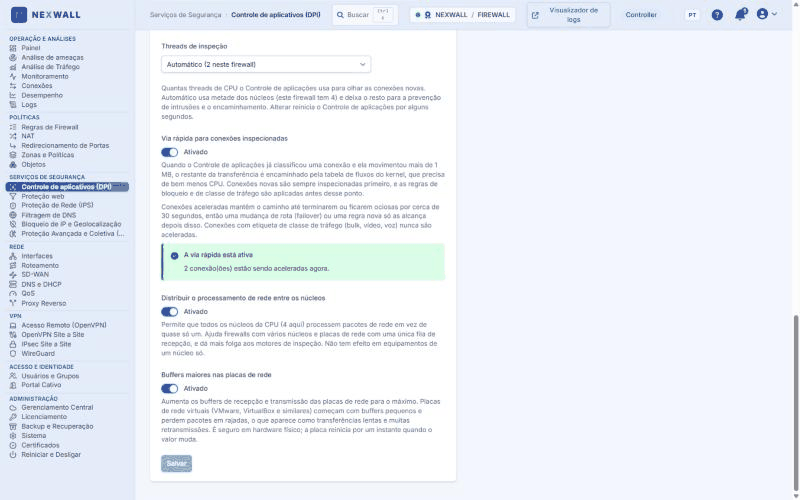 NEXWALL
Serviços de Segurança › Controle de aplicativos (DPI)
Buscar
Ctrl
NEXWALL / FIREWALL
Visualizador de logs
Controller
PT
OPERAÇÃO E ANÁLISES
Painel
Análise de ameaças
Análise de Tráfego
Monitoramento
Conexões
Desempenho
Logs
POLÍTICAS
Regras de Firewall
NAT
Redirecionamento de Portas
Zonas e Políticas
Objetos
SERVIÇOS DE SEGURANÇA
Controle de aplicativos (DPI)
Proteção web
Proteção de Rede (IPS)
Filtragem de DNS
Bloqueio de IP e Geolocalização
Proteção Avançada e Coletiva (...
REDE
Interfaces
Roteamento
SD-WAN
DNS e DHCP
QoS
Proxy Reverso
VPN
Acesso Remoto (OpenVPN)
OpenVPN Site a Site
IPsec Site a Site
WireGuard
ACESSO E IDENTIDADE
Usuários e Grupos
Portal Cativo
ADMINISTRAÇÃO
Gerenciamento Central
Licenciamento
Backup e Recuperação
Sistema
Certificados
Reiniciar e Desligar
Threads de inspeção
Automático (2 neste firewall)
Quantas threads de CPU o Controle de aplicações usa para olhar as conexões novas.
Automático usa metade dos núcleos (este firewall tem 4) e deixa o resto para a prevenção
de intrusões e o encaminhamento. Alterar reinicia o Controle de aplicações por alguns
segundos.
Via rápida para conexões inspecionadas
Ativado
Quando o Controle de aplicações já classificou uma conexão e ela movimentou mais de 1
MB, o restante da transferência é encaminhado pela tabela de fluxos do kernel, que precisa
de bem menos CPU. Conexões novas são sempre inspecionadas primeiro, e as regras de
bloqueio e de classe de tráfego são aplicadas antes desse ponto.
Conexões aceleradas mantêm o caminho até terminarem ou ficarem ociosas por cerca de
30 segundos, então uma mudança de rota (failover) ou uma regra nova só as alcança
depois disso. Conexões com etiqueta de classe de tráfego (bulk, video, voz) nunca são
aceleradas.
A via rápida está ativa
2 conexão(ões) estão sendo aceleradas agora.
Distribuir o processamento de rede entre os núcleos
Ativado
Permite que todos os núcleos da CPU (4 aqui) processem pacotes de rede em vez de
quase só um. Ajuda firewalls com vários núcleos e placas de rede com uma única fila de
recepção, e dá mais folga aos motores de inspeção. Não tem efeito em equipamentos de
um núcleo só.
Buffers maiores nas placas de rede
Ativado
Aumenta os buffers de recepção e transmissão das placas de rede para o máximo. Placas
de rede virtuais (VMware, VirtualBox e similares) começam com buffers pequenos e
perdem pacotes em rajadas, o que aparece como transferências lentas e muitas
retransmissões. É seguro em hardware físico; a placa reinicia por um instante quando o
valor muda.
Salvar